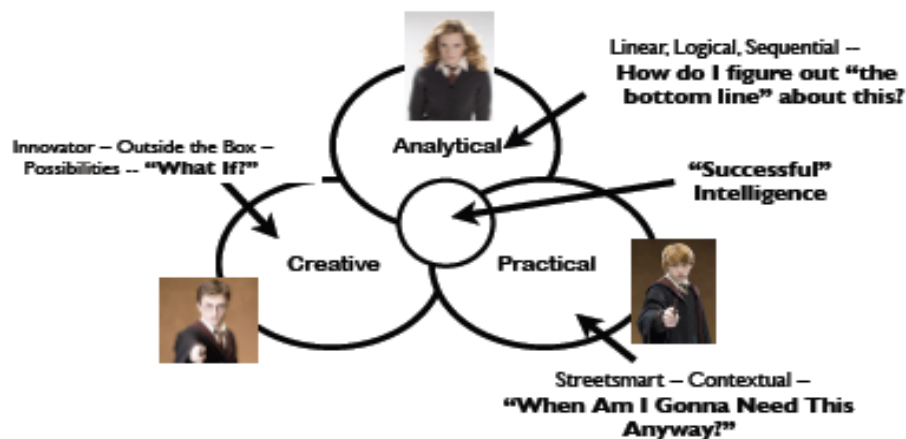 Linear, Logical, Sequential –
How do I figure out “the
bottom line” about this?
Analytical
Innovator – Outside the Box –
Possibilities -- “What If?”
“Successful”
Intelligence
Creative
Practical
Streetsmart – Contextual –
“When Am I Gonna Need This
Anyway?”